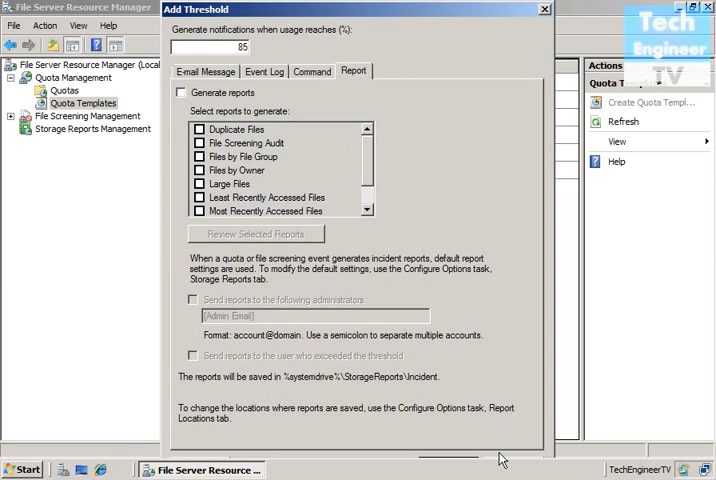 File Server Resource Manager
File
Action
View
Help
File Server Resource Manager (Local
Quota Management
Quotas
Quota Templates
File Screening Management
Storage Reports Management
Add Threshold
Generate notifications when usage reaches (%):
85
E-mail Message
Event Log
Command
Report
Generate reports
Select reports to generate:
Duplicate Files
File Screening Audit
Files by File Group
Files by Owner
Large Files
Least Recently Accessed Files
Most Recently Accessed Files
Review Selected Reports
When a quota or file screening event generates incident reports, default report
settings are used. To modify the default settings, use the Configure Options task,
Storage Reports tab.
Send reports to the following administrators:
[Admin Email]
Format: account@domain. Use a semicolon to separate multiple accounts.
Send reports to the user who exceeded the threshold
The reports will be saved in %systemdrive%\StorageReports\Incident.
To change the locations where reports are saved, use the Configure Options task, Report
Locations tab.
Tech
Engineer
TV
Actions
Quota
Create Quota Templ...
Refresh
View
Help
Start
File Server Resource ...
TechEngineerTV